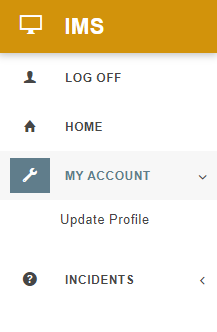 IMS
LOG OFF
HOME
MY ACCOUNT
Update Profile
INCIDENTS